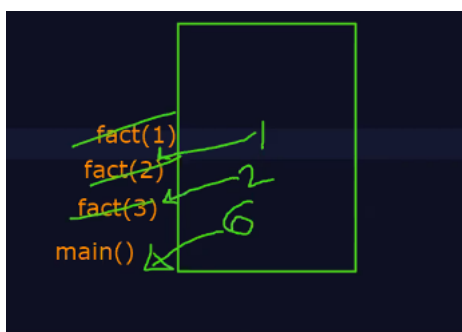 fact(1) 1
fact(2)
fact(3) 2
main() 6